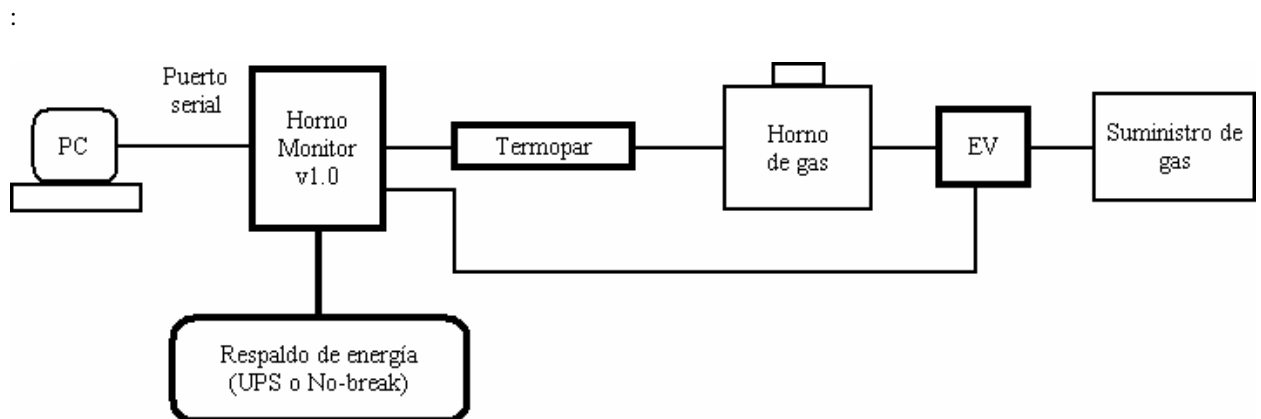 :
Puerto
serial
PC
Horno
Monitor
v1.0
Termopar
Horno
de gas
EV
Suministro de
gas
Respaldo de energía
(UPS o No-break)